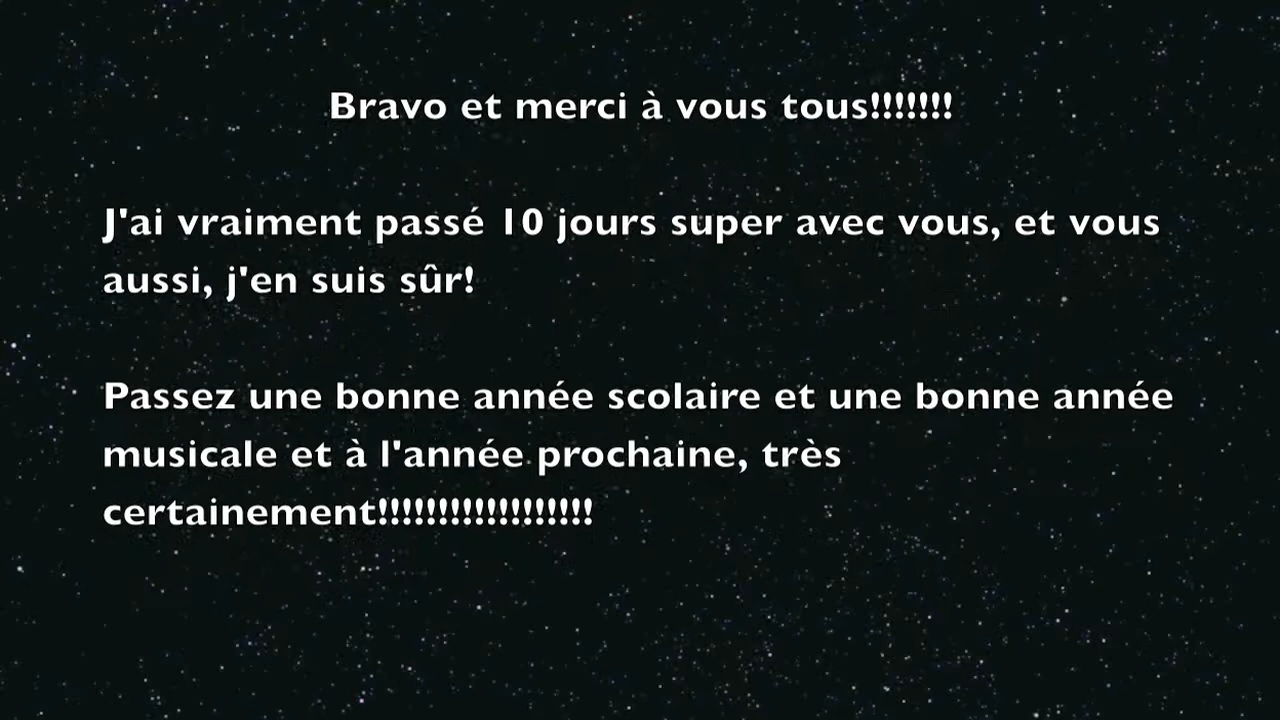 Bravo et merci à vous tous!!!!!!!
J'ai vraiment passé 10 jours super avec vous, et vous
aussi, j'en suis sûr!
Passez une bonne année scolaire et une bonne année
musicale et à l'année prochaine, très
certainement!!!!!!!!!!!!!!!!!!